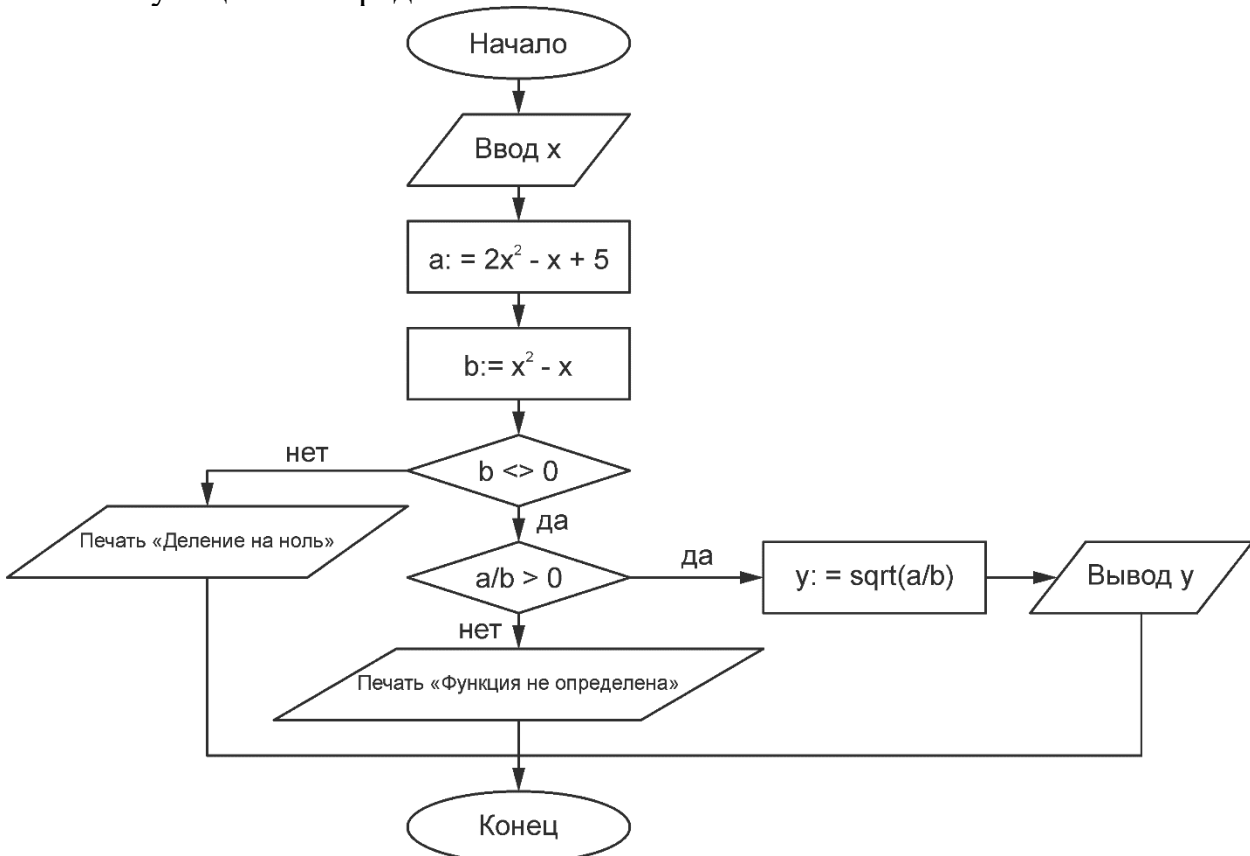 Начало
Ввод x
a: = 2x² - x + 5
b:= x² - x
b <> 0
нет
да
Печать «Деление на ноль»
a/b > 0
да
y: = sqrt(a/b)
Вывод y
нет
Печать «Функция не определена»
Конец